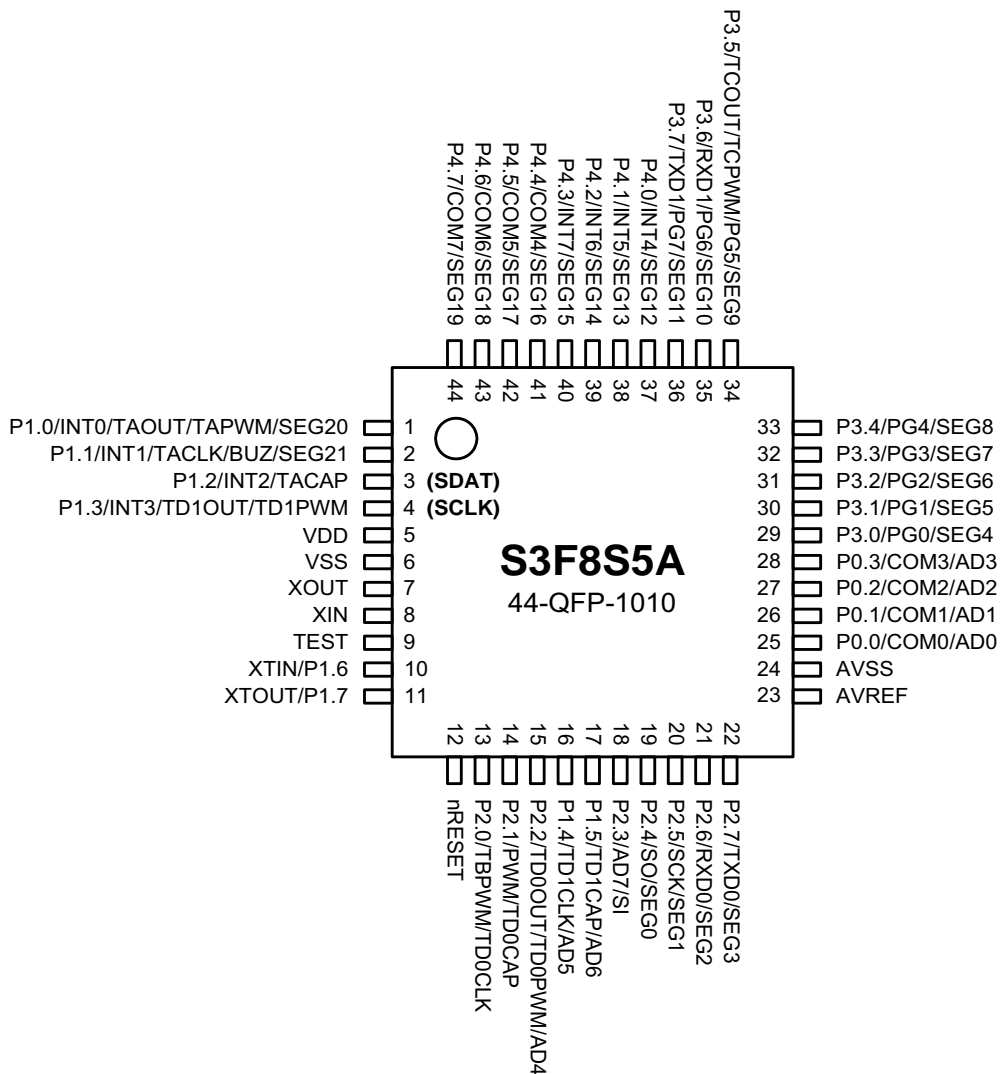 P4.7/COM7/SEG19
P4.6/COM6/SEG18
P4.5/COM5/SEG17
P4.4/COM4/SEG16
P4.3/INT7/SEG15
P4.2/INT6/SEG14
P4.1/INT5/SEG13
P4.0/INT4/SEG12
P3.7/TXD1/PG7/SEG11
P3.6/RXD1/PG6/SEG10
P3.5/TCOUT/TCPWM/PG5/SEG9
44
43
42
41
40
39
38
37
36
35
34
P1.0/INT0/TAOUT/TAPWM/SEG20 1
P1.1/INT1/TACLK/BUZ/SEG21 2
P1.2/INT2/TACAP 3 (SDAT)
P1.3/INT3/TD1OUT/TD1PWM 4 (SCLK)
VDD 5
VSS 6
XOUT 7
XIN 8
TEST 9
XTIN/P1.6 10
XTOUT/P1.7 11
S3F8S5A
44-QFP-1010
33 P3.4/PG4/SEG8
32 P3.3/PG3/SEG7
31 P3.2/PG2/SEG6
30 P3.1/PG1/SEG5
29 P3.0/PG0/SEG4
28 P0.3/COM3/AD3
27 P0.2/COM2/AD2
26 P0.1/COM1/AD1
25 P0.0/COM0/AD0
24 AVSS
23 AVREF
12
13
14
15
16
17
18
19
20
21
22
nRESET
P2.0/TBPWM/TD0CLK
P2.1/PWM/TD0CAP
P2.2/TD0OUT/TD0PWM/AD4
P1.4/TD1CLK/AD5
P1.5/TD1CAP/AD6
P2.3/AD7/SI
P2.4/SO/SEG0
P2.5/SCK/SEG1
P2.6/RXD0/SEG2
P2.7/TXD0/SEG3